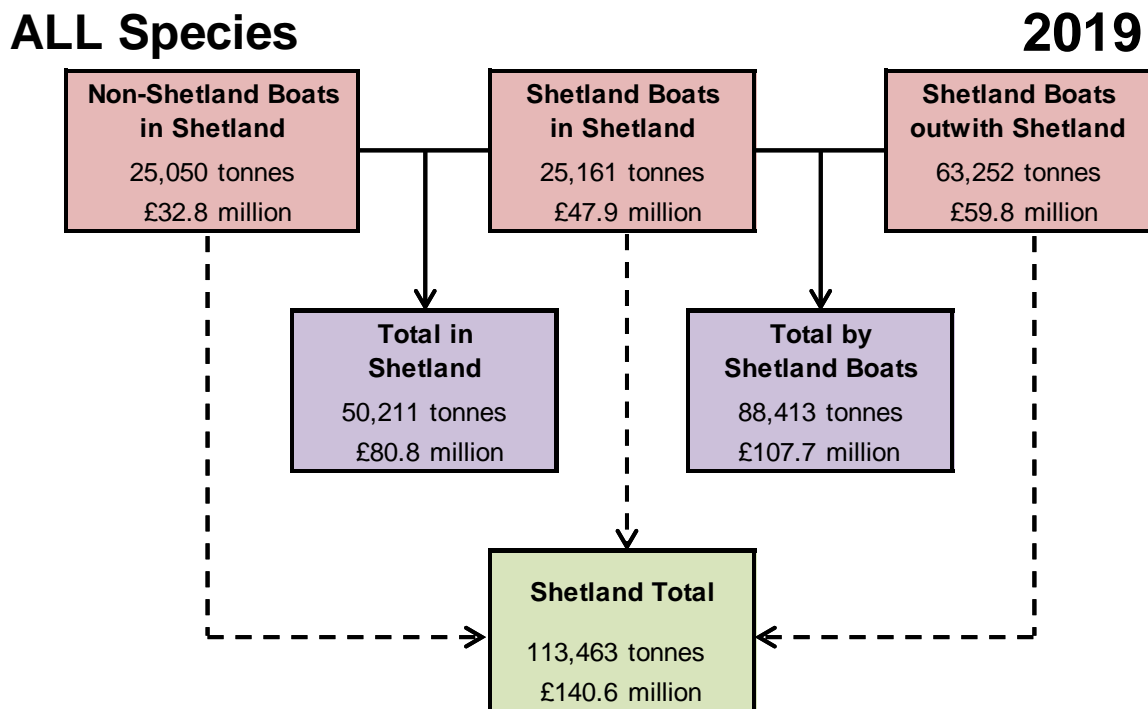 ALL Species
2019
Non-Shetland Boats
in Shetland
25,050 tonnes
£32.8 million
Shetland Boats
in Shetland
25,161 tonnes
£47.9 million
Shetland Boats
outwith Shetland
63,252 tonnes
£59.8 million
Total in
Shetland
50,211 tonnes
£80.8 million
Total by
Shetland Boats
88,413 tonnes
£107.7 million
Shetland Total
113,463 tonnes
£140.6 million